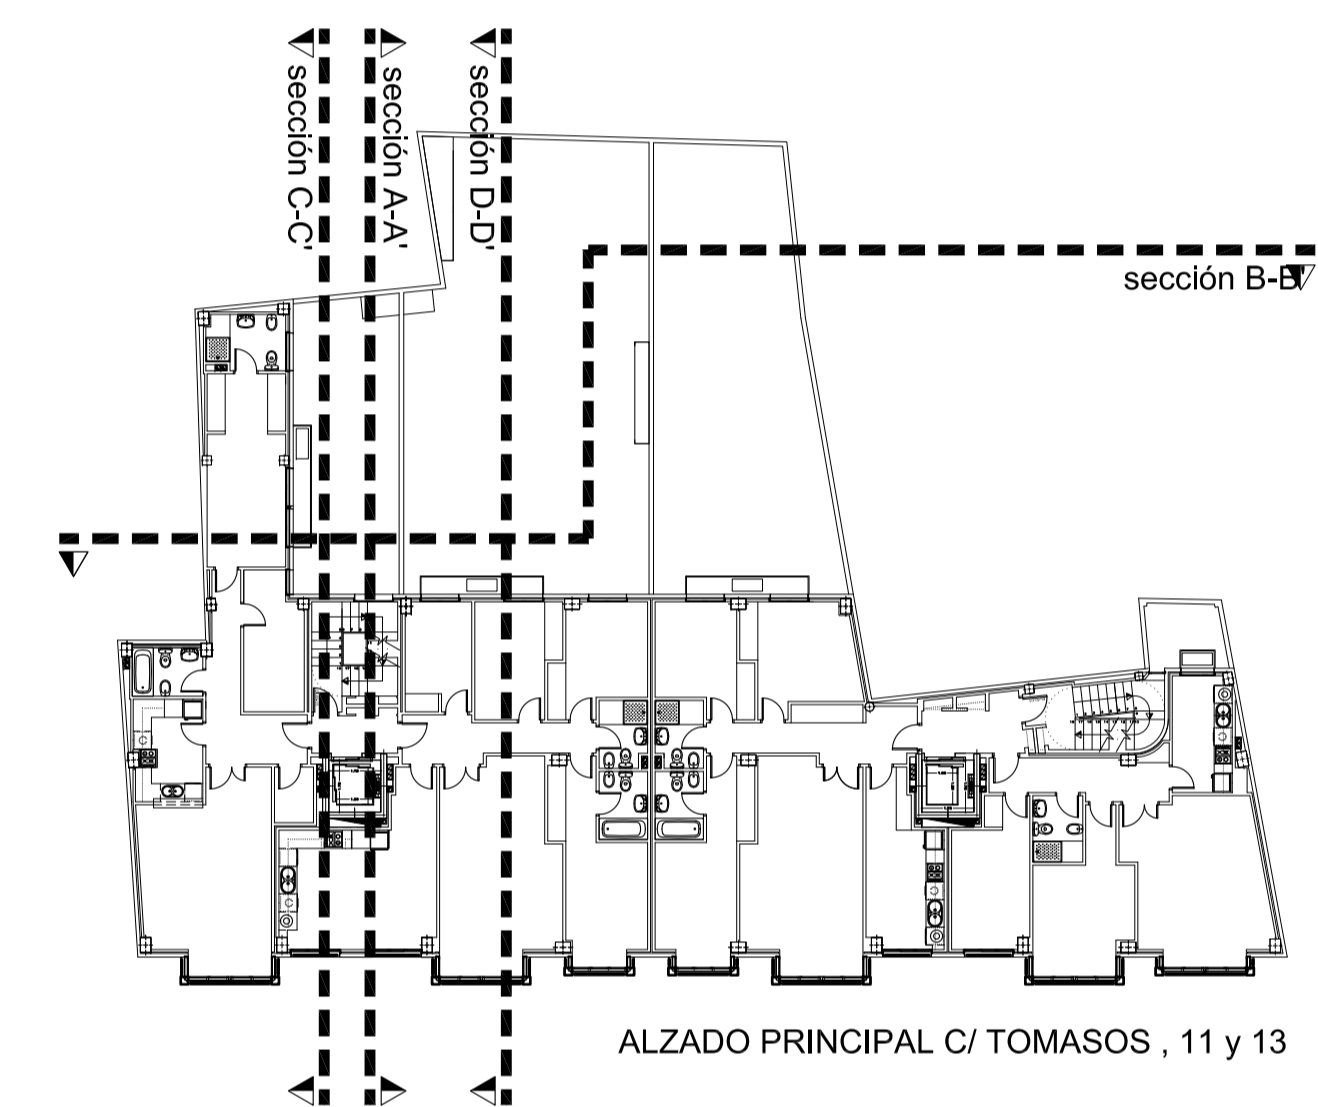 sección C-C'
sección A-A'
sección D-D'
sección B-B'
ALZADO PRINCIPAL C/ TOMASOS , 11 y 13